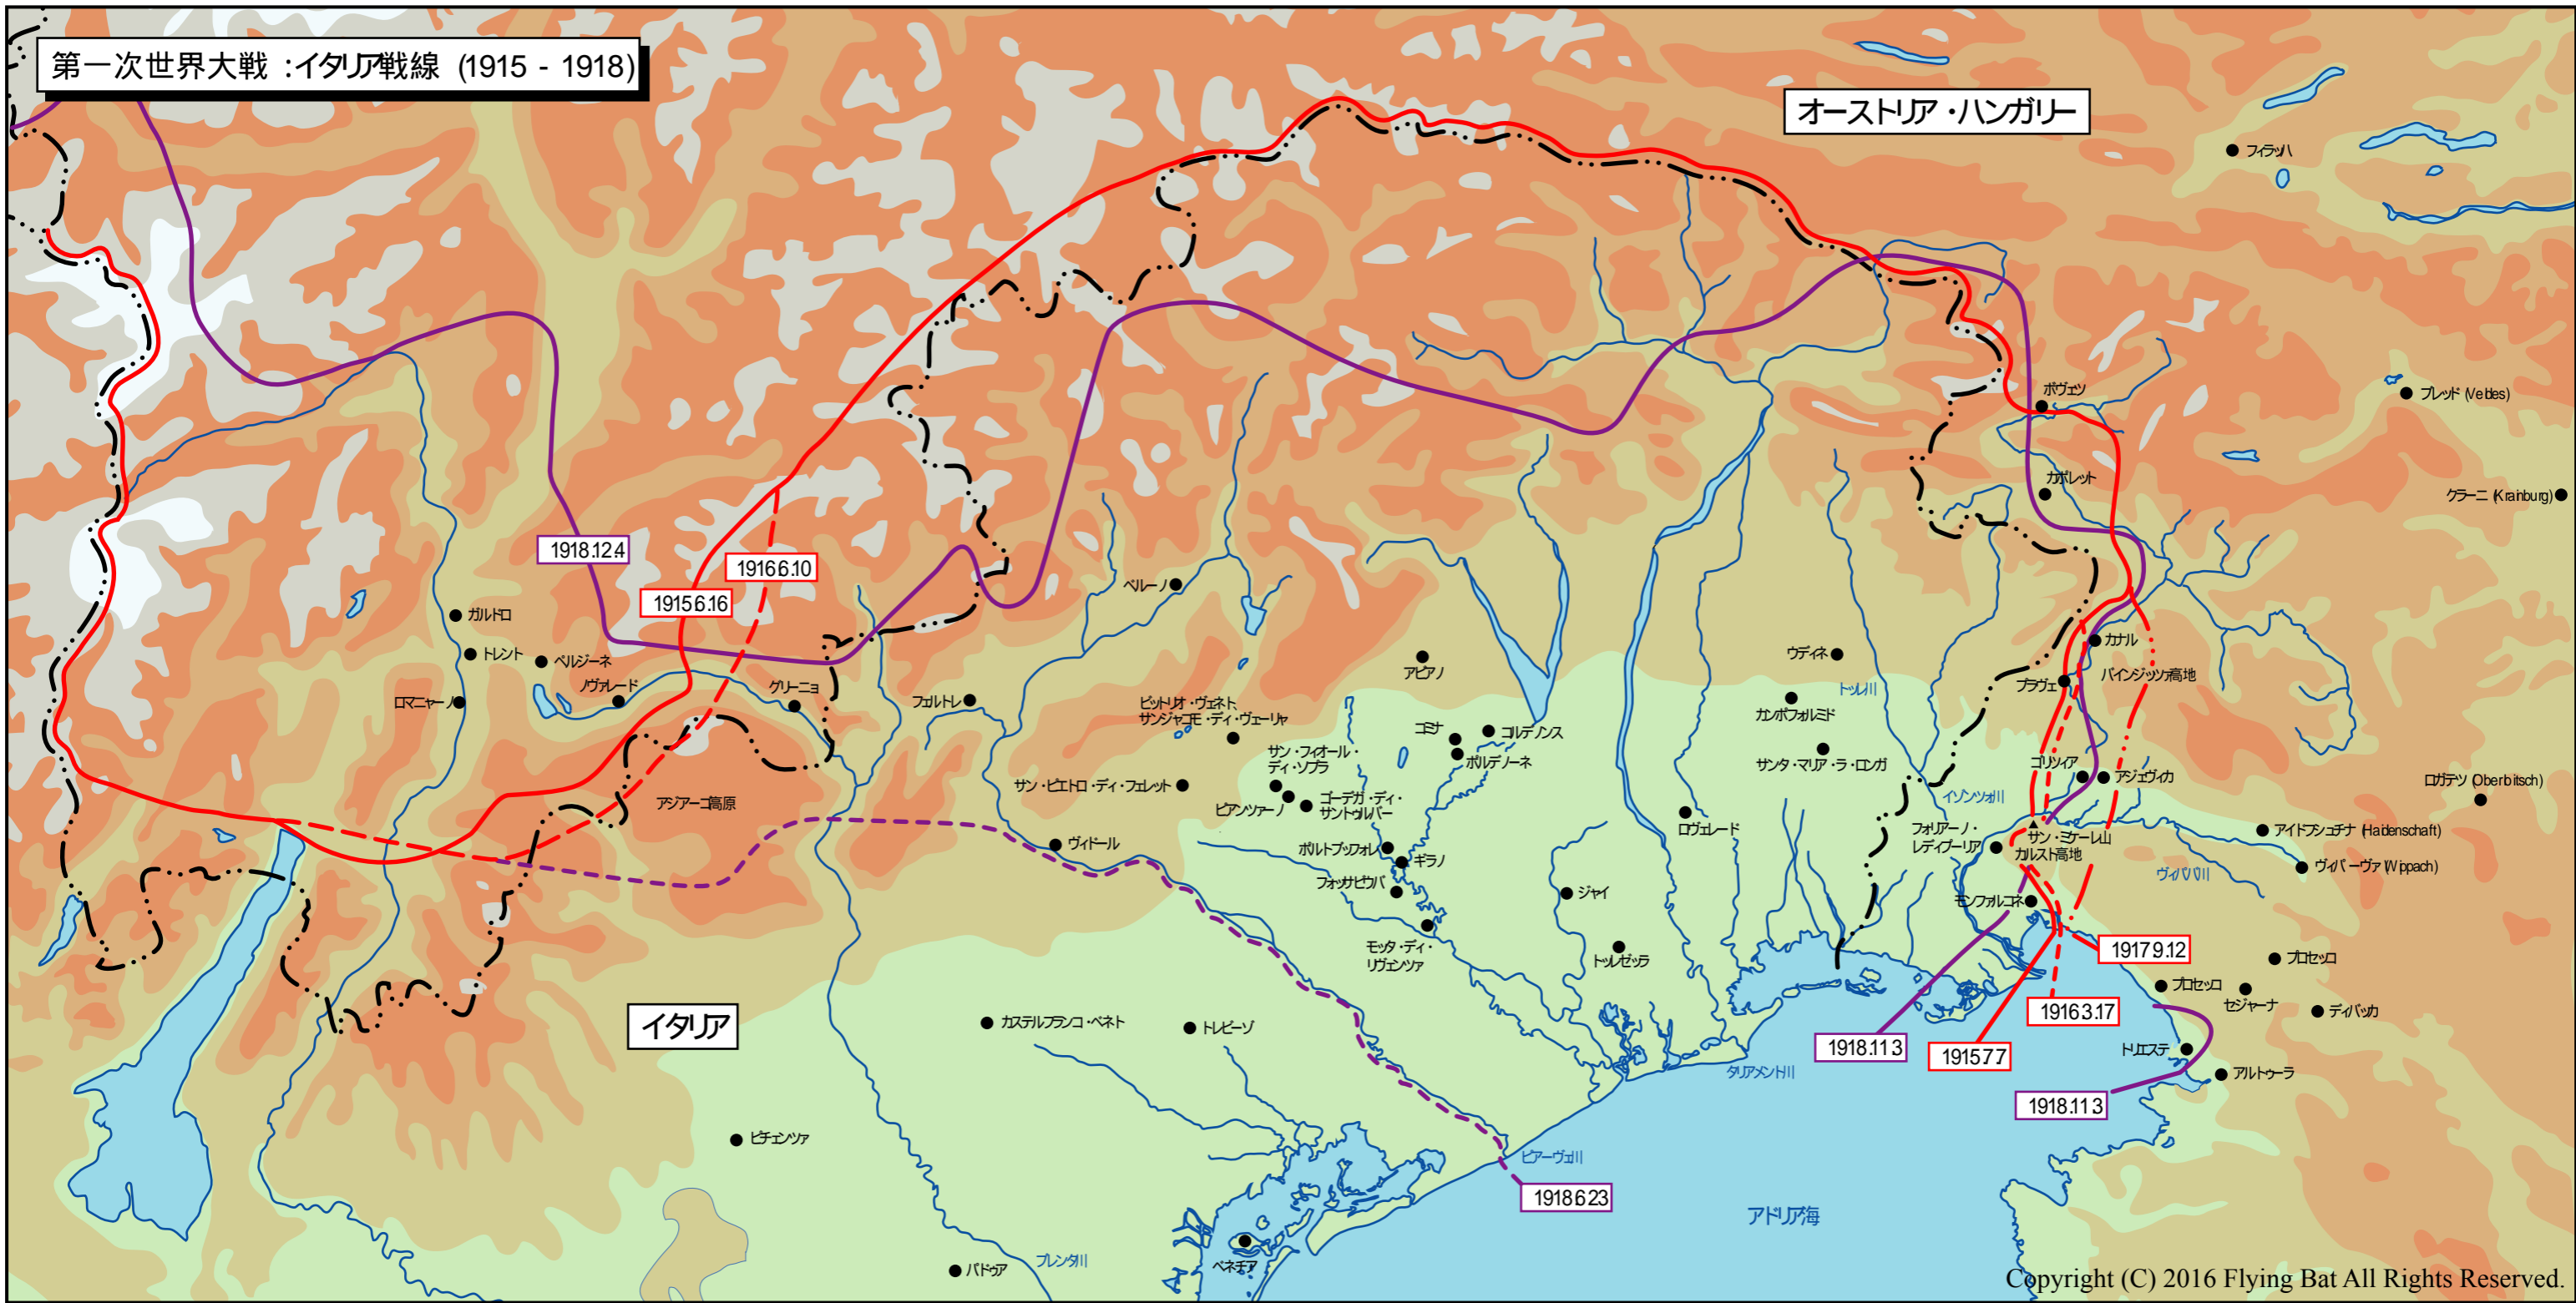 第一次世界大戦 :イタリア戦線 (1915 - 1918)
オーストリア・ハンガリー
フィラッハ
ボヴェツ
ブレッド (Veldes)
カポレット
クラーニ (Krainburg)
1918.12.4
1916.6.10
1915.6.16
ベルーノ
ガルドロ
トレント
ペルジーネ
ノヴァレード
ロマニャーノ
グリーニョ
フェルトレ
アビアノ
ウディネ
カナル
バインジッツァ高地
プラヴェ
トッレ川
カンポフォルミド
ビットリオ・ヴェネト、
サンジャコモ・ディ・ヴェーリャ
コミナ
コルデノンス
ポルデノーネ
サン・フィオール・
ディ・ソプラ
サンタ・マリア・ラ・ロンガ
ゴリツィア
アジェヴィカ
ロガテツ (Oberbitsch)
サン・ピエトロ・ディ・フェレット
ピアンツァーノ
ゴーデガ・ディ・
サントゥルバー
アジアーゴ高原
イゾンツォ川
ロヴェレード
フォリアーノ・
レディプーリア
サン・ミケーレ山
カルスト高地
アイドフシュチナ (Haidenschaft)
ヴィドール
ポルトブッフォレ
ギラノ
ヴィパーヴァ (Wippach)
ヴィパパ川
フォッサビウバ
ジャイ
モンファルコネ
モッタ・ディ・
リヴェンツァ
トッレゼッラ
1917.9.12
プロセッコ
プロセッコ
セジャーナ
ディバッカ
1916.3.17
イタリア
カステルフランコ・ベネト
トレビーゾ
1918.11.3
1915.7.7
トリエステ
アルトゥーラ
タリアメント川
1918.11.3
ビチェンツァ
ピアーヴェ川
1918.6.23
アドリア海
ベネチア
ブレンタ川
パドゥア
Copyright (C) 2016 Flying Bat All Rights Reserved.